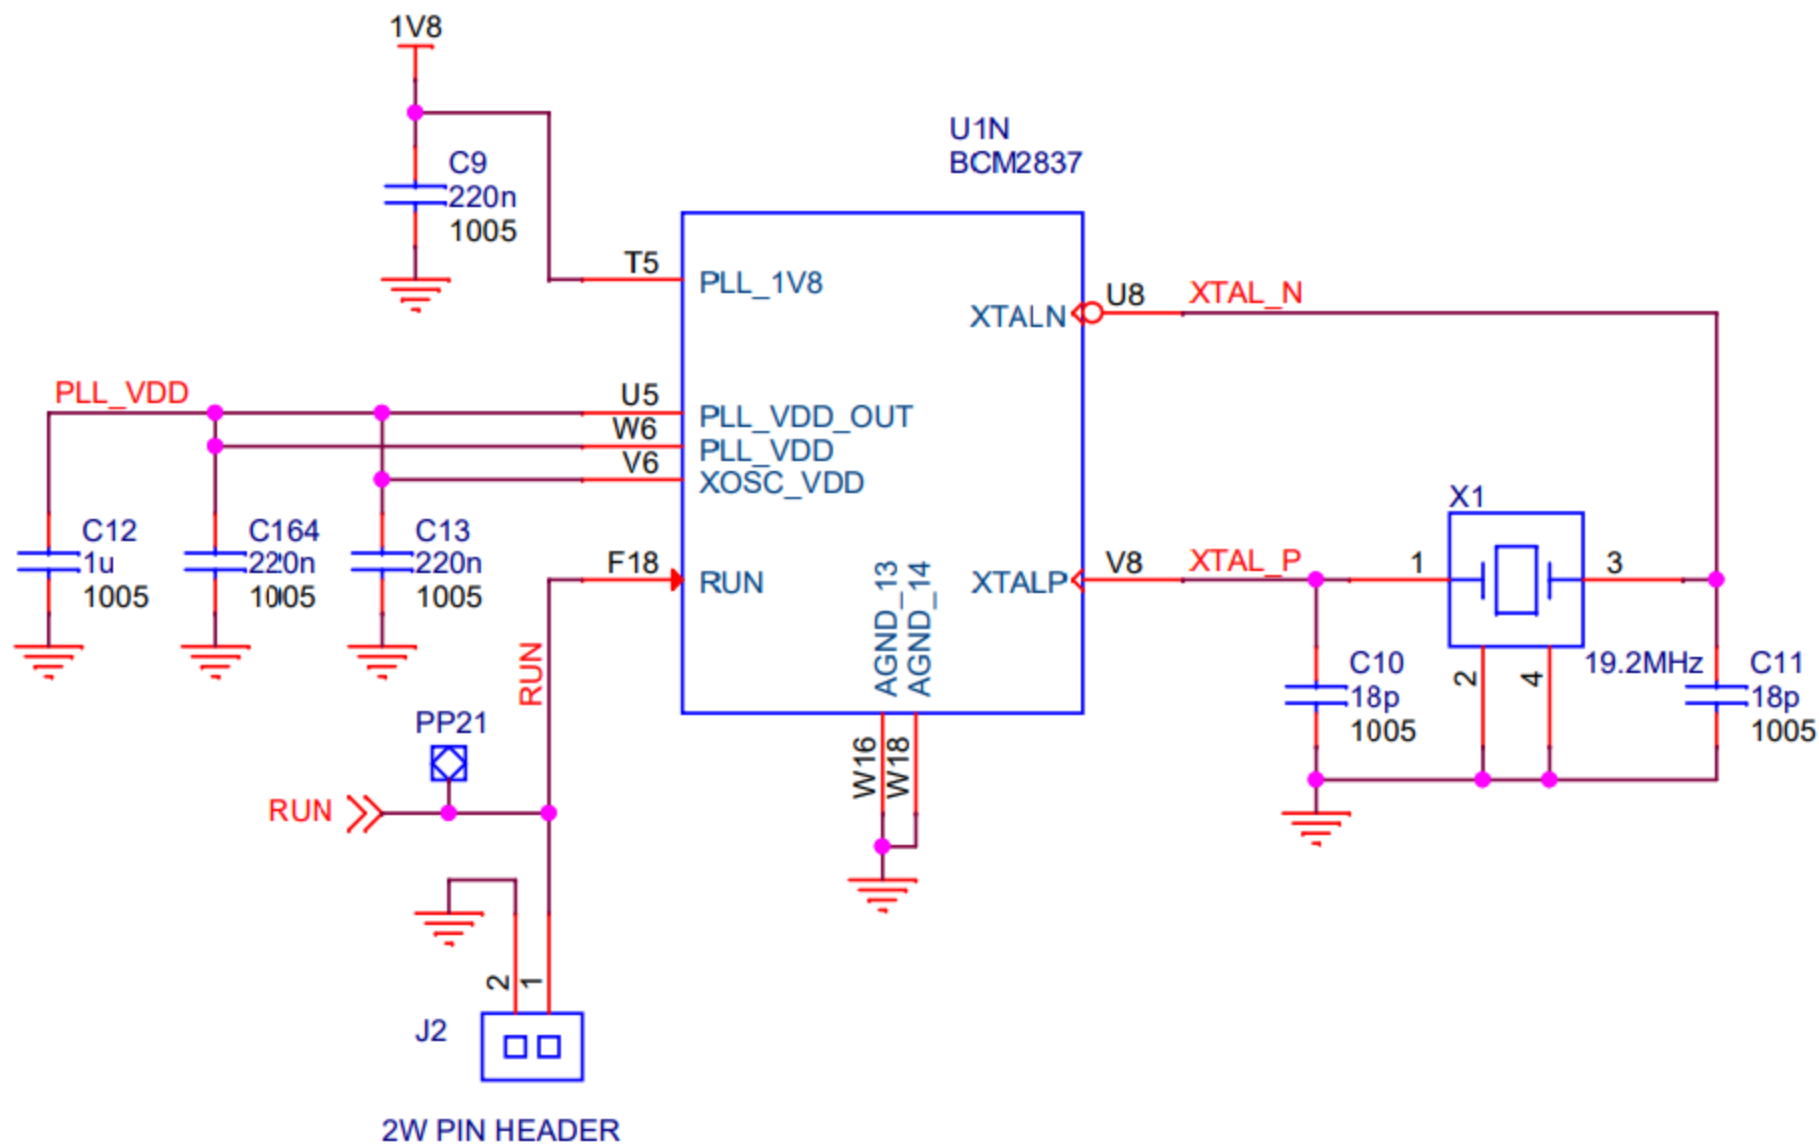 1V8
U1N
BCM2837
C9
220n
1005
T5
PLL_1V8
U8
XTAL_N
XTALN
PLL_VDD
U5
PLL_VDD_OUT
W6
PLL_VDD
V6
XOSC_VDD
X1
C12
1u
1005
C164
220n
1005
C13
220n
1005
F18
RUN
AGND_13
AGND_14
XTALP
V8
XTAL_P
1
3
RUN
2
4
19.2MHz
C10
18p
1005
C11
18p
1005
PP21
W16
W18
RUN
2
1
J2
2W PIN HEADER